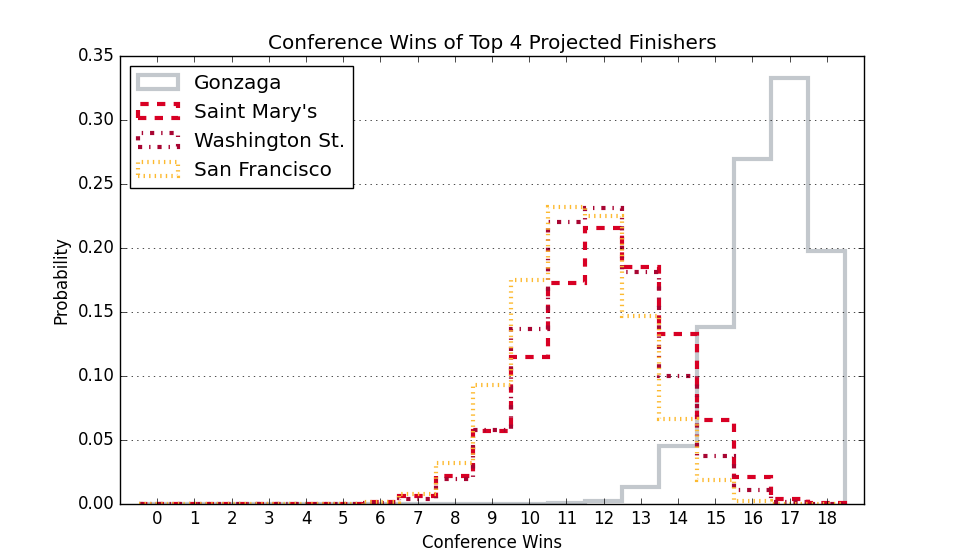 Conference Wins of Top 4 Projected Finishers
0.35
0.30
0.25
0.20
0.15
0.10
0.05
0.00
Probability
Gonzaga
Saint Mary's
Washington St.
San Francisco
0 1 2 3 4 5 6 7 8 9 10 11 12 13 14 15 16 17 18
Conference Wins